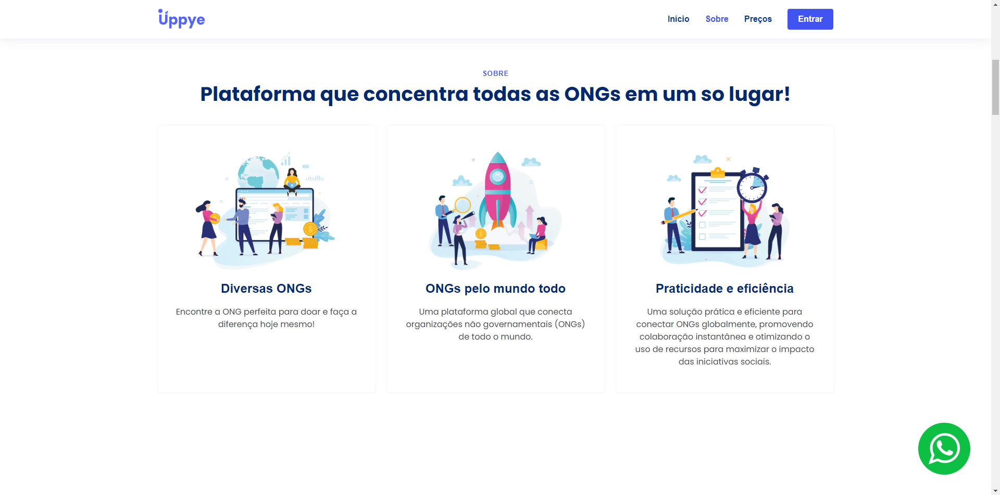 Üppye
Início
Sobre
Preços
Entrar
SOBRE
Plataforma que concentra todas as ONGs em um so lugar!
Diversas ONGs
Encontre a ONG perfeita para doar e faça a
diferença hoje mesmo!
ONGs pelo mundo todo
Uma plataforma global que conecta
organizações não governamentais (ONGs)
de todo o mundo.
Praticidade e eficiência
Uma solução prática e eficiente para
conectar ONGs globalmente, promovendo
colaboração instantânea e otimizando o
uso de recursos para maximizar o impacto
das iniciativas sociais.